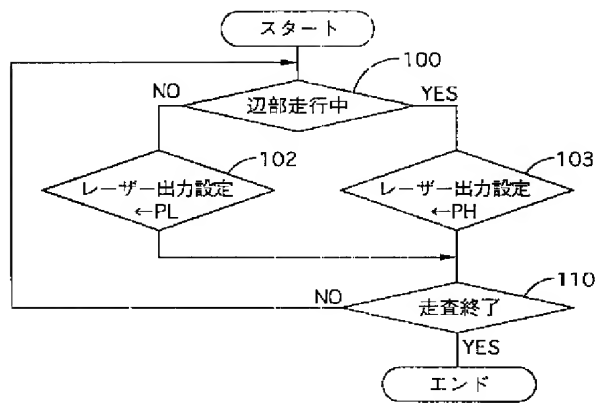 スタート
100
NO
辺部走行中
YES
102
レーザー出力設定
←PL
103
レーザー出力設定
←PH
110
NO
走査終了
YES
エンド